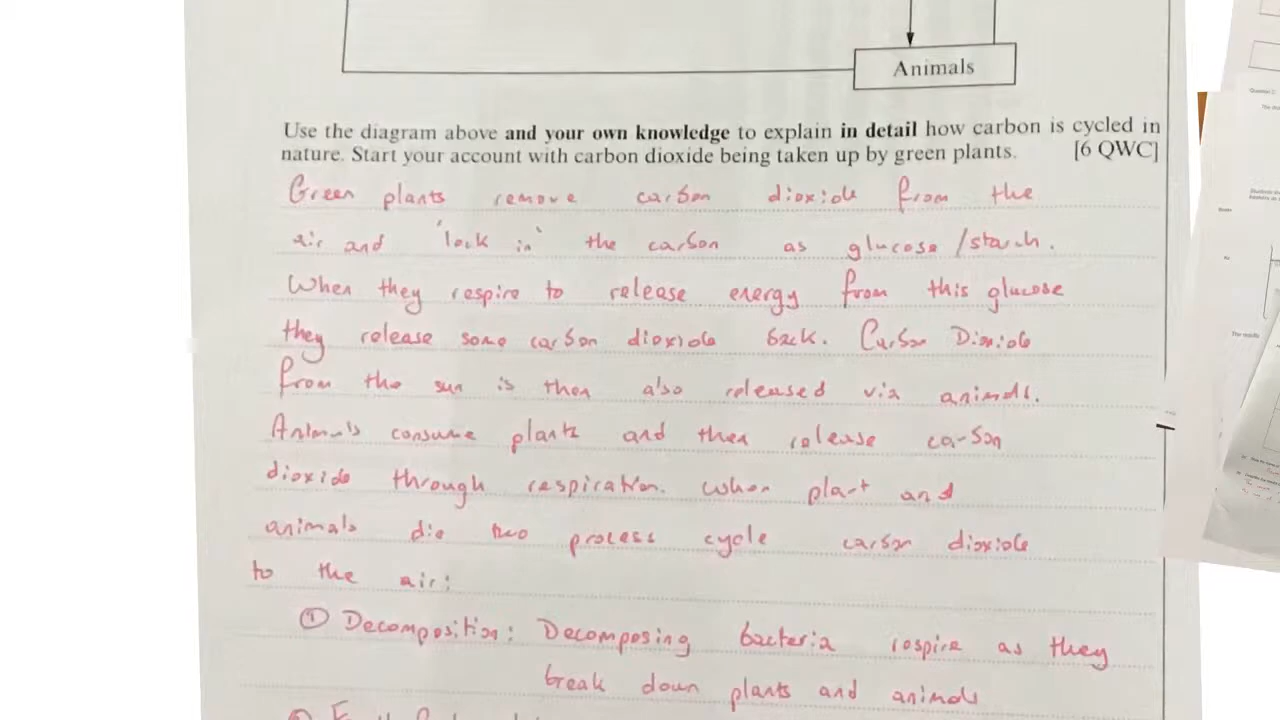 Animals
Use the diagram above and your own knowledge to explain in detail how carbon is cycled in
nature. Start your account with carbon dioxide being taken up by green plants. [6 QWC]
Green plants remove carbon dioxide from the
air and 'lock in' the carbon as glucose/starch.
When they respire to release energy from this glucose
they release some carbon dioxide back. Carbon Dioxide
from the sun is then also released via animals.
Animals consume plants and then release carbon
dioxide through respiration. When plant and
animals die two process cycle carbon dioxide
to the air:
① Decomposition: Decomposing bacteria respire as they
break down plants and animals